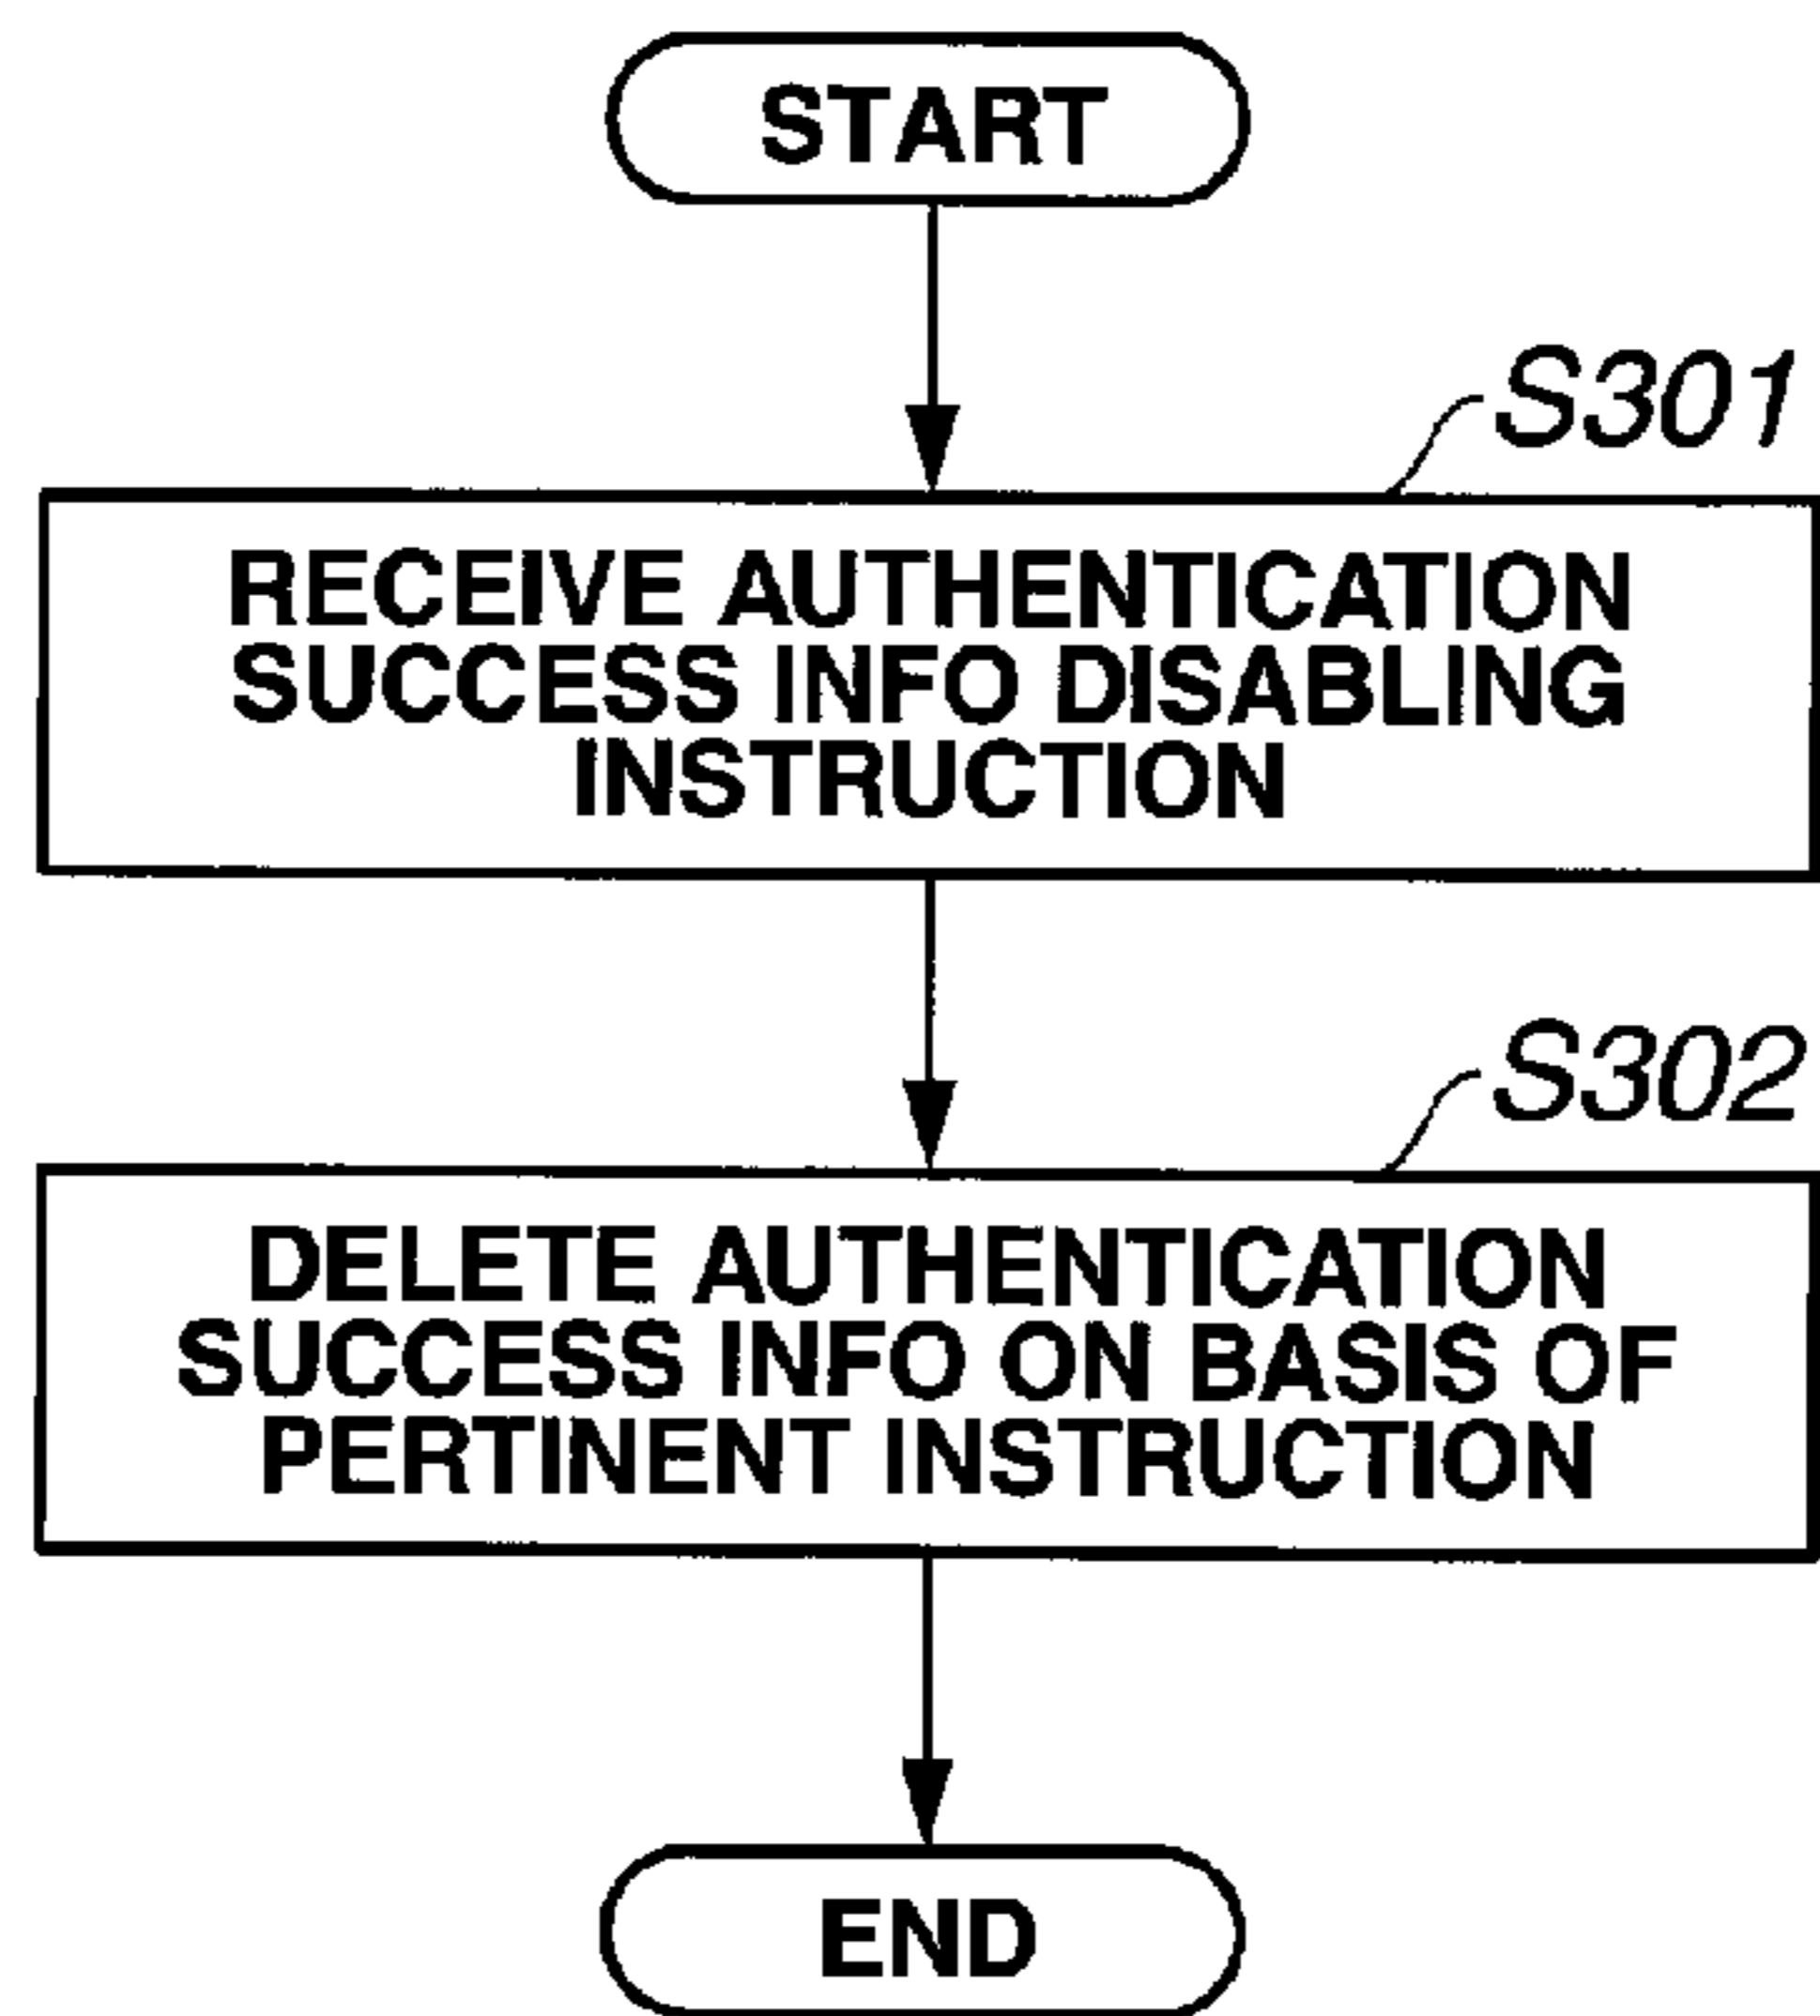 START
S301
RECEIVE AUTHENTICATION
SUCCESS INFO DISABLING
INSTRUCTION
S302
DELETE AUTHENTICATION
SUCCESS INFO ON BASIS OF
PERTINENT INSTRUCTION
END